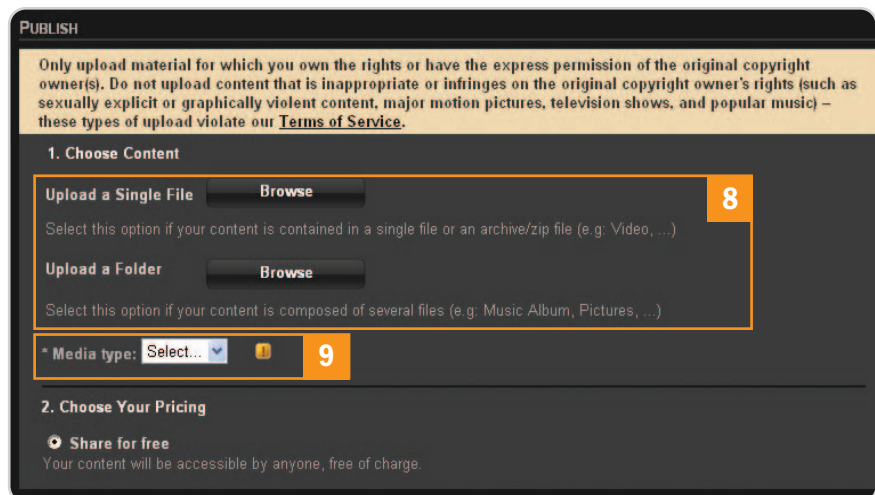 PUBLISH
Only upload material for which you own the rights or have the express permission of the original copyright
owner(s). Do not upload content that is inappropriate or infringes on the original copyright owner's rights (such as
sexually explicit or graphically violent content, major motion pictures, television shows, and popular music) –
these types of upload violate our Terms of Service.
1. Choose Content
Upload a Single File Browse
8
Select this option if your content is contained in a single file or an archive/zip file (e.g: Video, ...)
Upload a Folder Browse
Select this option if your content is composed of several files (e.g: Music Album, Pictures, ...)
* Media type: Select... ! 9
2. Choose Your Pricing
Share for free
Your content will be accessible by anyone, free of charge.